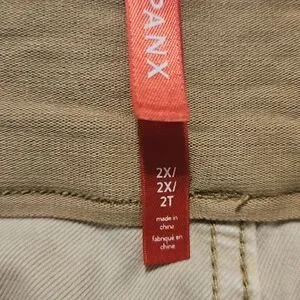 PANX
2X/
2X/
2T
made in
china
fabriqué en
chine